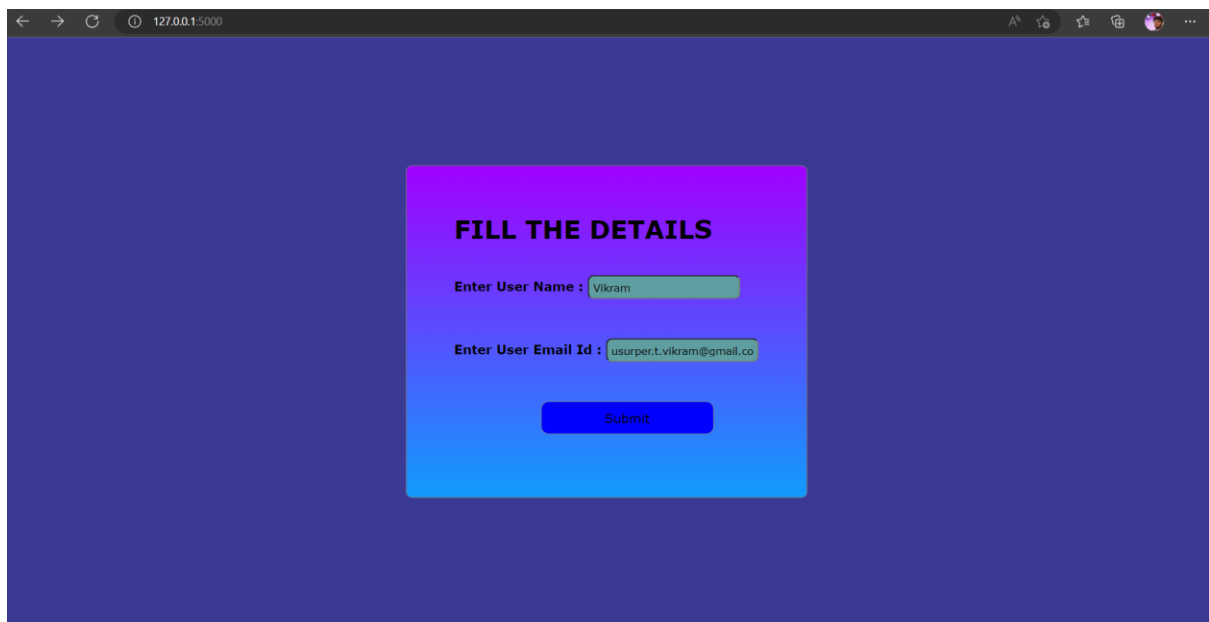 127.0.0.1:5000
FILL THE DETAILS
Enter User Name : Vikram
Enter User Email Id : usurper.t.vikram@gmail.co
Submit